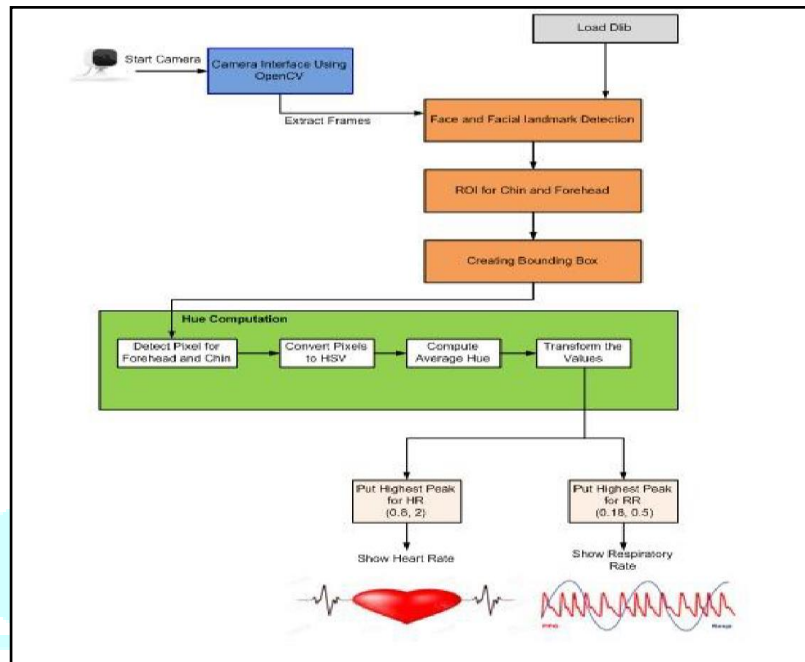 Load Dlib
Start Camera
Camera Interface Using
OpenCV
Extract Frames
Face and Facial landmark Detection
ROI for Chin and Forehead
Creating Bounding Box
Hue Computation
Detect Pixel for
Forehead and Chin
Convert Pixels
to HSV
Compute
Average Hue
Transform the
Values
Put Highest Peak
for HR
(0.8, 2)
Put Highest Peak
for RR
(0.18, 0.5)
Show Heart Rate
Show Respiratory
Rate
PPG
Resp